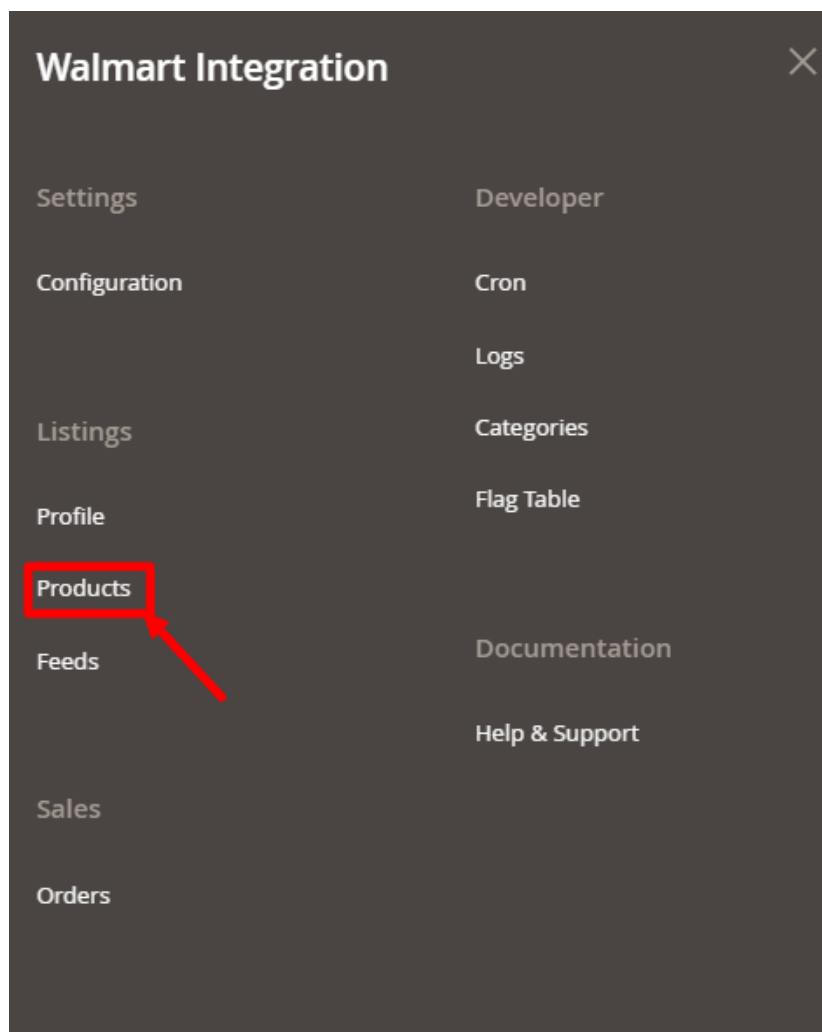 Walmart Integration
Settings
Configuration
Listings
Profile
Products
Feeds
Sales
Orders
Developer
Cron
Logs
Categories
Flag Table
Documentation
Help & Support